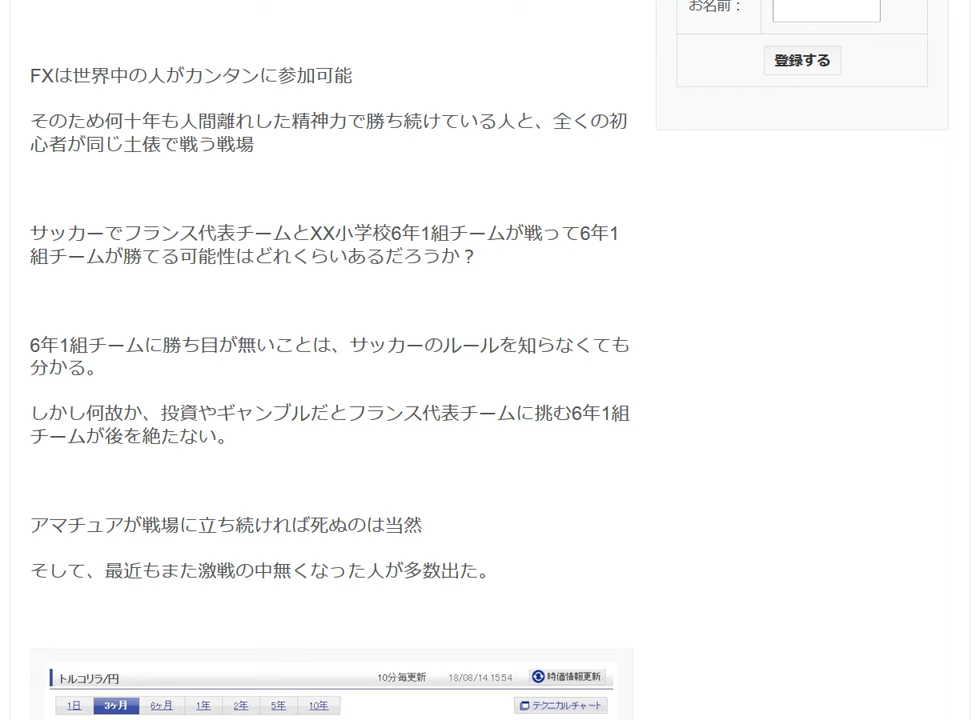 お名前：
登録する
FXは世界中の人がカンタンに参加可能
そのため何十年も人間離れした精神力で勝ち続けている人と、全くの初
心者が同じ土俵で戦う戦場
サッカーでフランス代表チームとXX小学校6年1組チームが戦って6年1
組チームが勝てる可能性はどれくらいあるだろうか？
6年1組チームに勝ち目が無いことは、サッカーのルールを知らなくても
分かる。
しかし何故か、投資やギャンブルだとフランス代表チームに挑む6年1組
チームが後を絶たない。
アマチュアが戦場に立ち続ければ死ぬのは当然
そして、最近もまた激戦の中無くなった人が多数出た。
トルコリラ/円 10分毎更新 18/08/14 15:54 時価情報更新
1日 3ヶ月 6ヶ月 1年 2年 5年 10年 テクニカルチャート